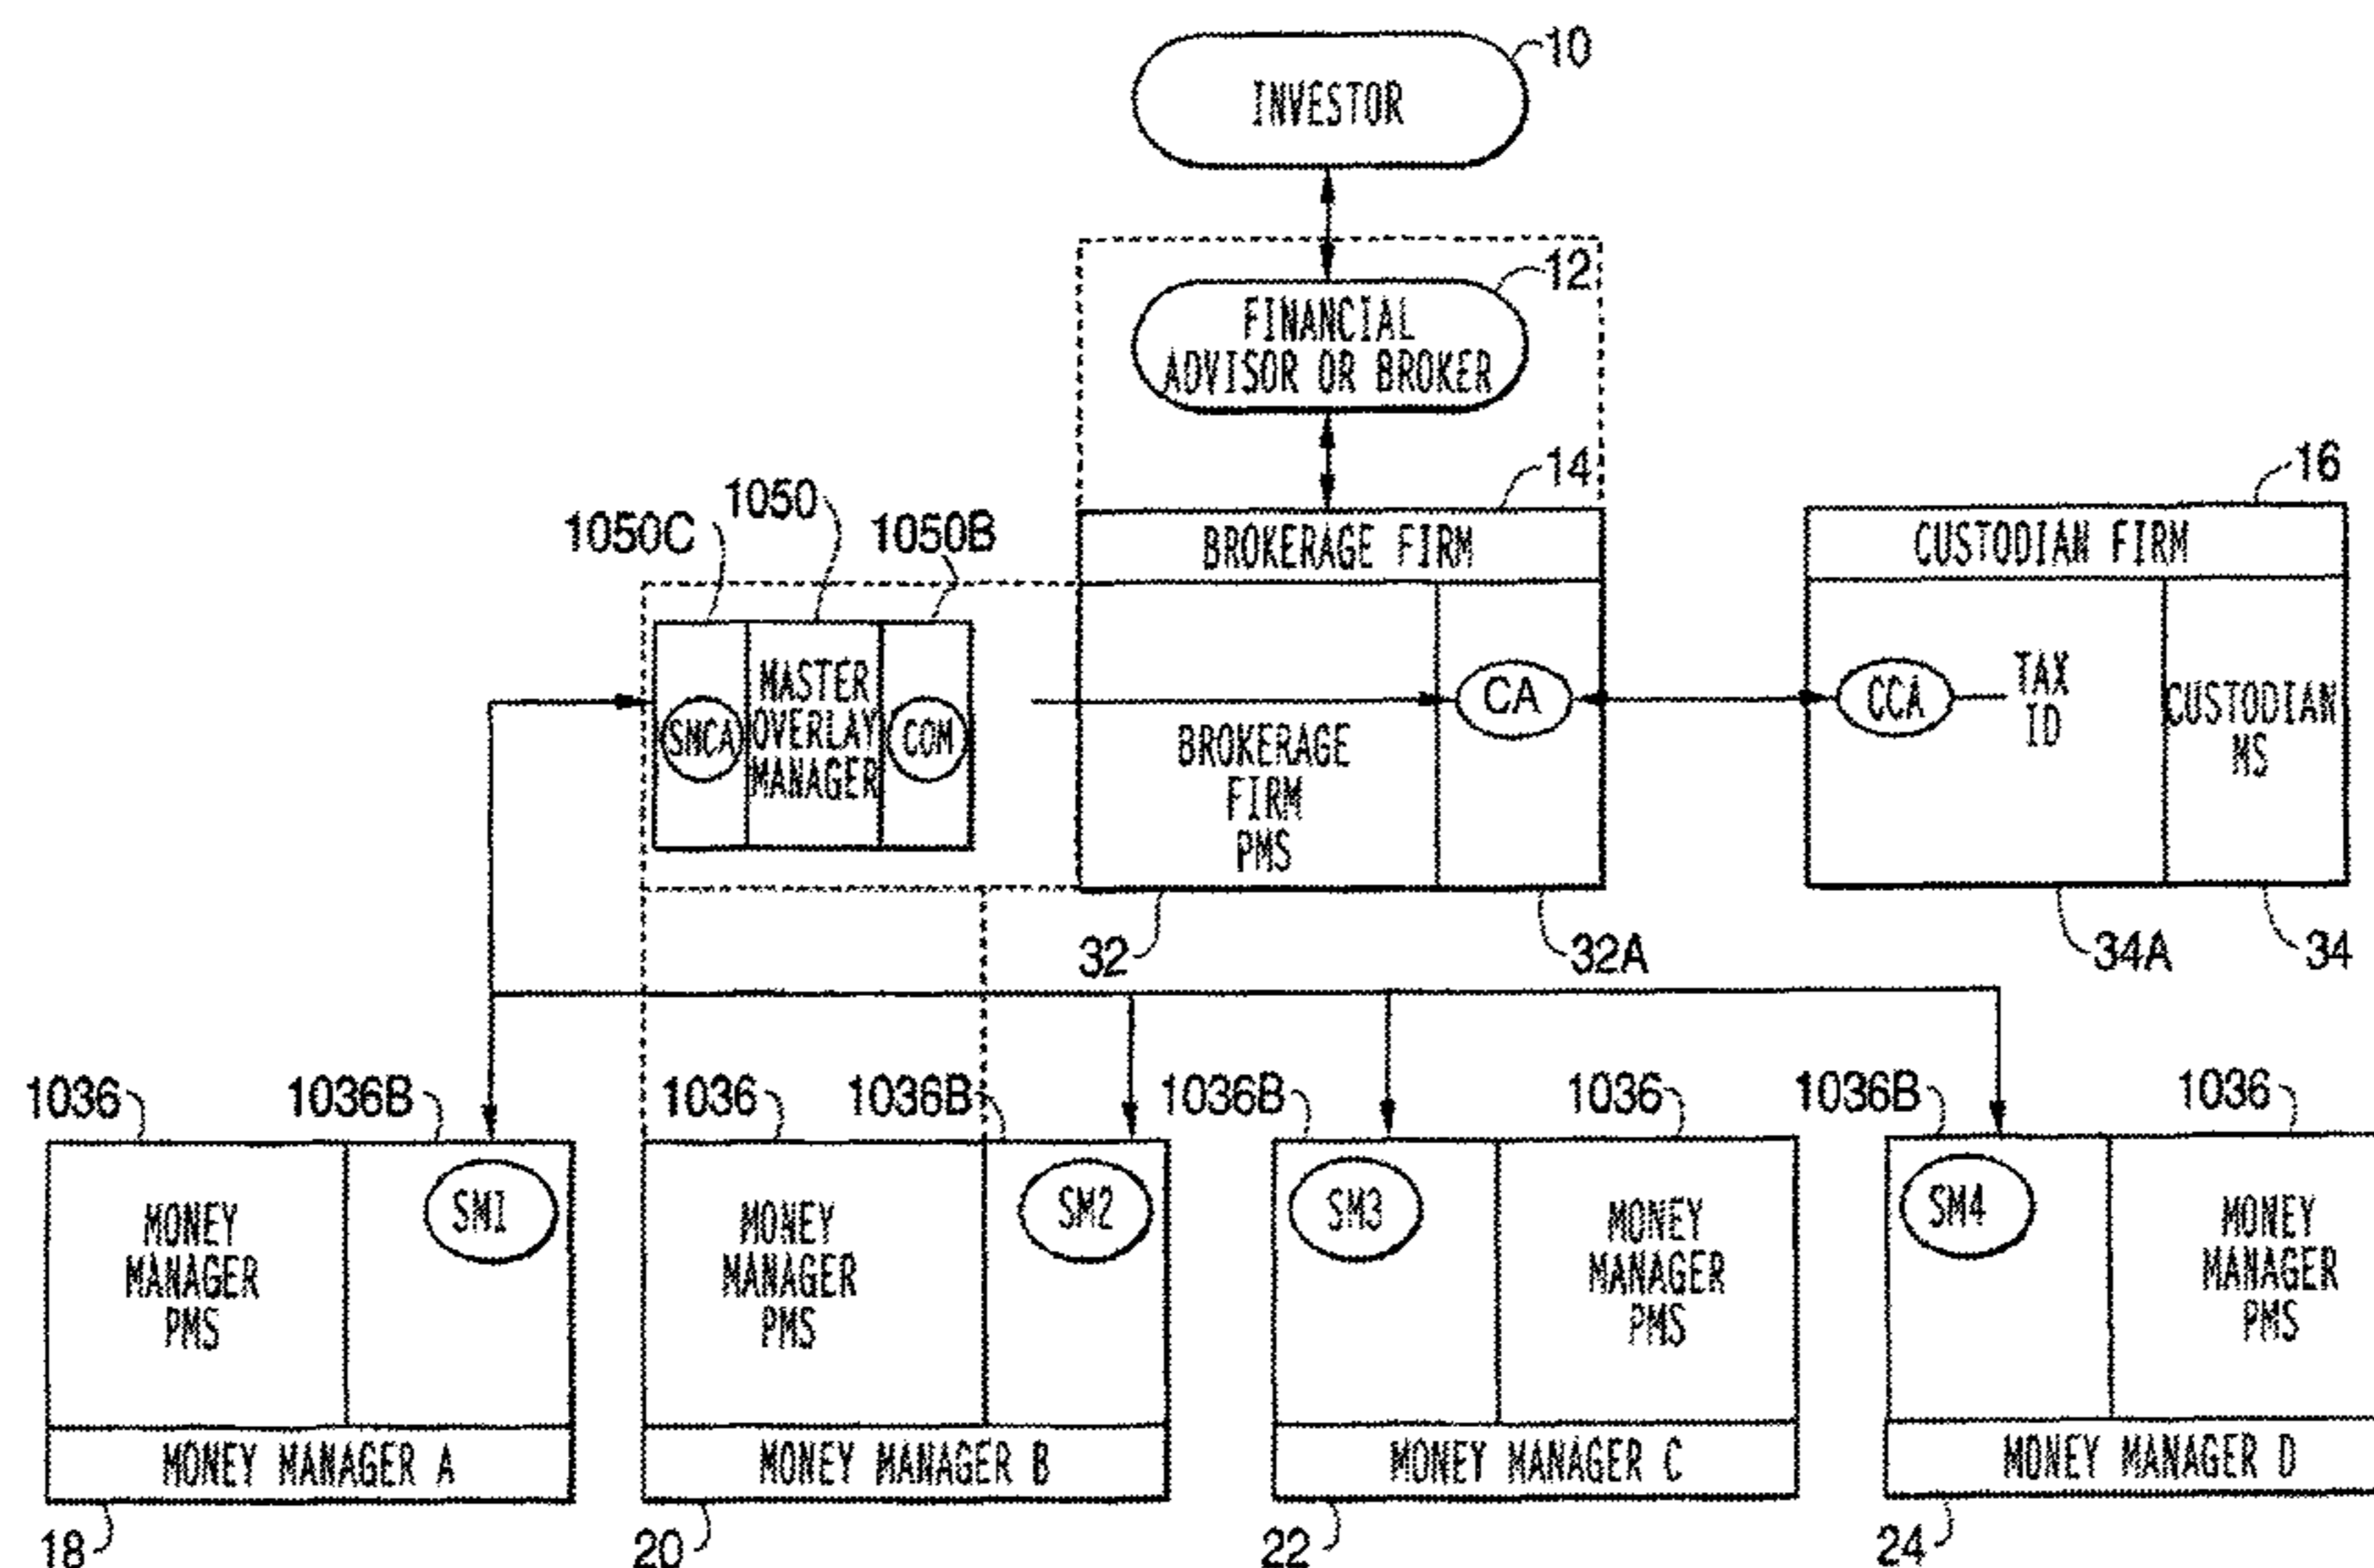 10
INVESTOR
12
FINANCIAL
ADVISOR OR BROKER
14
16
1050C
1050
1050B
BROKERAGE FIRM
CUSTODIAN FIRM
SMCA
MASTER
OVERLAY
MANAGER
COM
BROKERAGE
FIRM
PMS
CA
CCA
TAX
ID
CUSTODIAN
MS
32
32A
34A
34
1036
1036B
1036
1036B
1036B
1036
1036B
1036
MONEY
MANAGER
PMS
SM1
MONEY
MANAGER
PMS
SM2
SM3
MONEY
MANAGER
PMS
SM4
MONEY
MANAGER
PMS
MONEY MANAGER A
MONEY MANAGER B
MONEY MANAGER C
MONEY MANAGER D
18
20
22
24